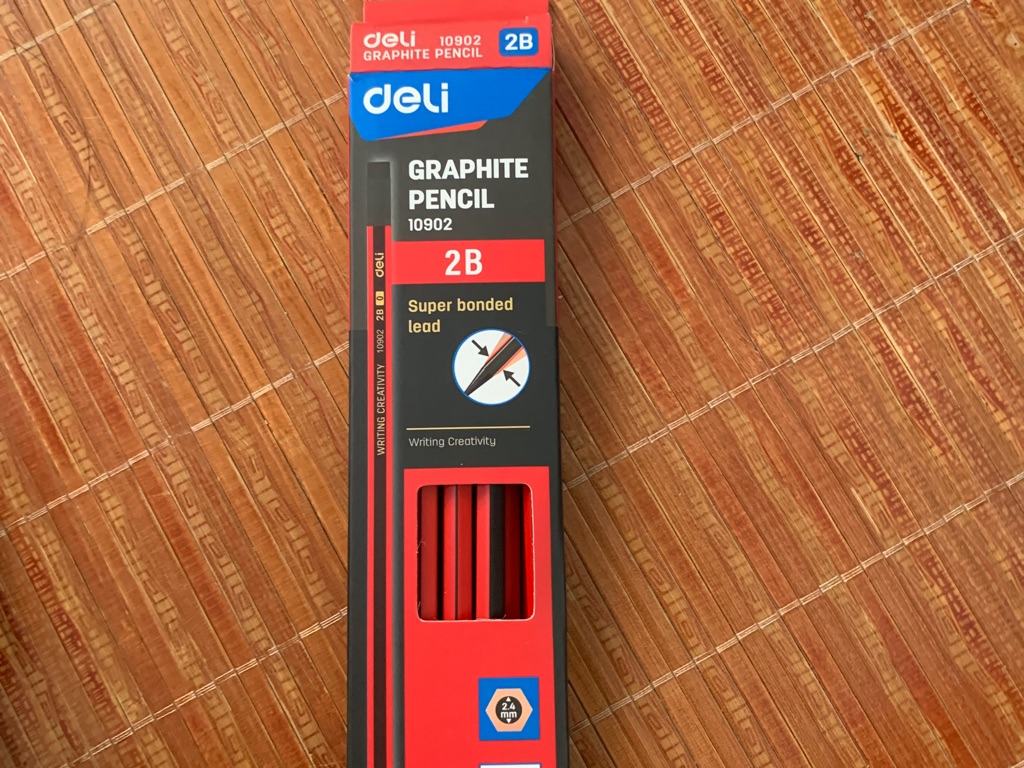 deli 10902 2B
GRAPHITE PENCIL
deli
GRAPHITE
PENCIL
10902
2B
Super bonded
lead
Writing Creativity
WRITING CREATIVITY 10902 2B deli
2.4
mm